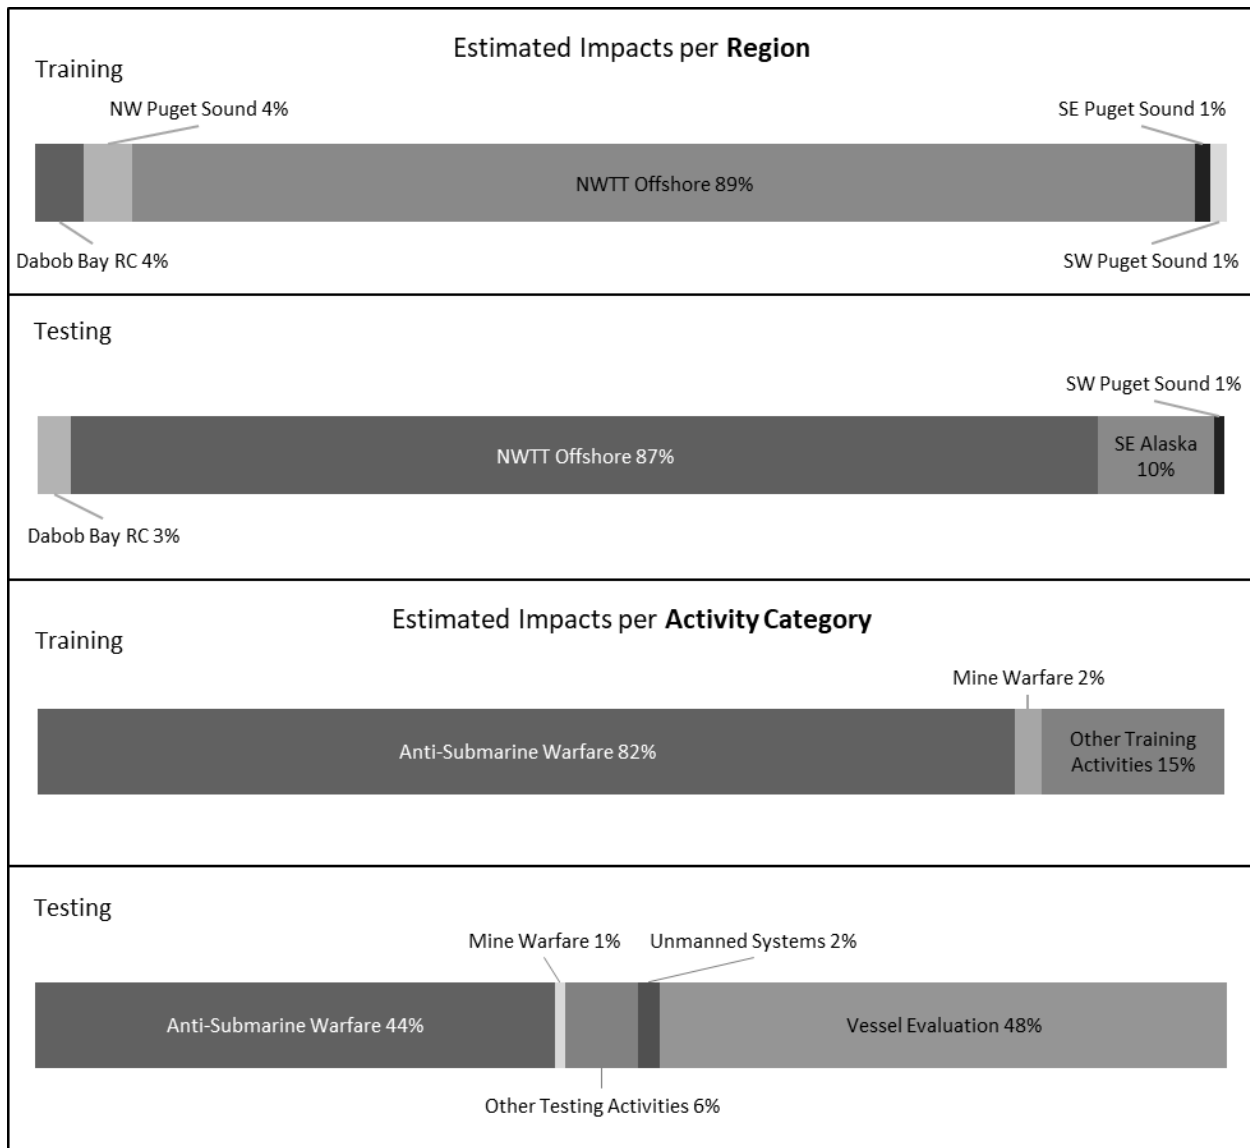 Estimated Impacts per Region
Training
NW Puget Sound 4%
SE Puget Sound 1%
NWTT Offshore 89%
Dabob Bay RC 4%
SW Puget Sound 1%
Testing
SW Puget Sound 1%
NWTT Offshore 87%
SE Alaska
10%
Dabob Bay RC 3%
Estimated Impacts per Activity Category
Training
Mine Warfare 2%
Anti-Submarine Warfare 82%
Other Training
Activities 15%
Testing
Mine Warfare 1%
Unmanned Systems 2%
Anti-Submarine Warfare 44%
Vessel Evaluation 48%
Other Testing Activities 6%